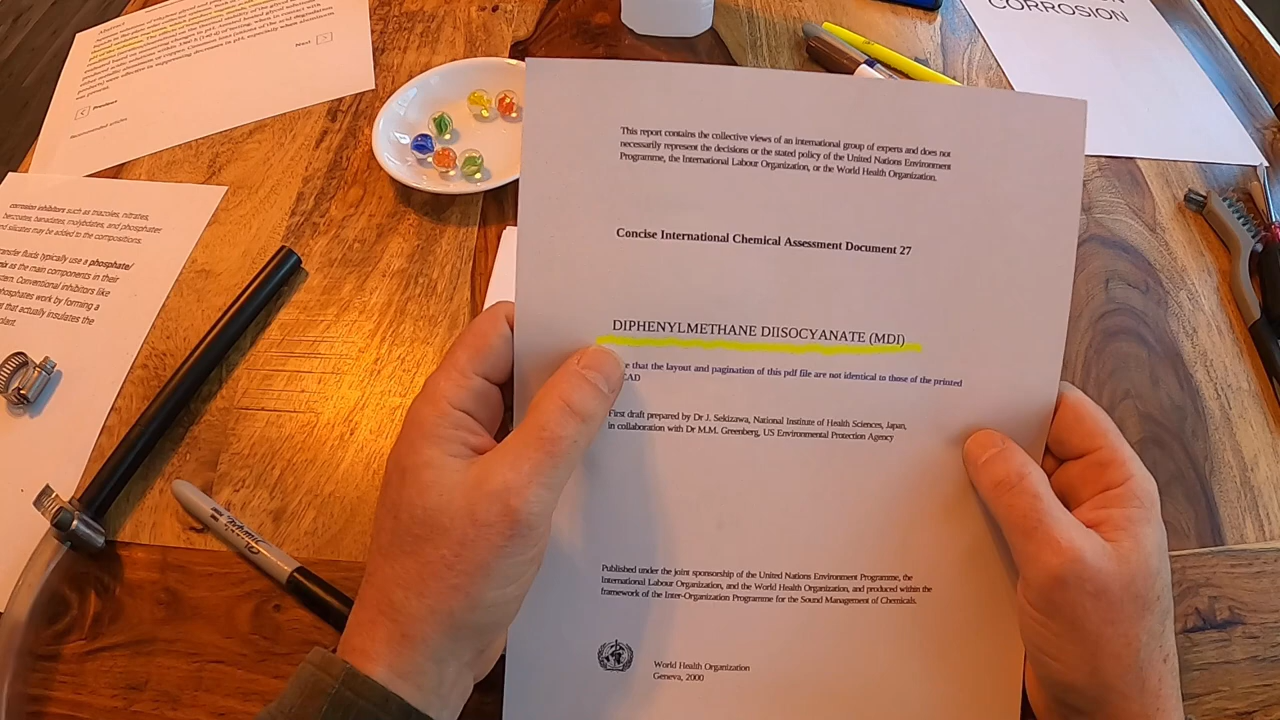 Next
Previous
Recommended articles
CORROSION
corrosion inhibitors such as triazoles, nitrates,
benzoates, banadates, molybdates, and phosphates
silicates may be added to the compositions.
transfer fluids typically use a phosphate/
as the main components in their
Conventional inhibitors like
phosphates work by forming a
that actually insulates the
This report contains the collective views of an international group of experts and does not
necessarily represent the decisions or the stated policy of the United Nations Environment
Programme, the International Labour Organization, or the World Health Organization.
Concise International Chemical Assessment Document 27
DIPHENYLMETHANE DIISOCYANATE (MDI)
e that the layout and pagination of this pdf file are not identical to those of the printed
CAD
First draft prepared by Dr J. Sekizawa, National Institute of Health Sciences, Japan,
in collaboration with Dr M.M. Greenberg, US Environmental Protection Agency
Published under the joint sponsorship of the United Nations Environment Programme, the
International Labour Organization, and the World Health Organization, and produced within the
framework of the Inter-Organization Programme for the Sound Management of Chemicals.
World Health Organization
Geneva, 2000
Sharpie